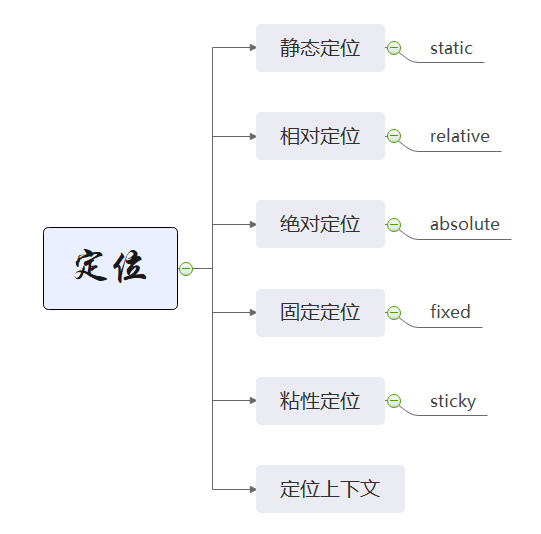 定位
静态定位
static
相对定位
relative
绝对定位
absolute
固定定位
fixed
粘性定位
sticky
定位上下文